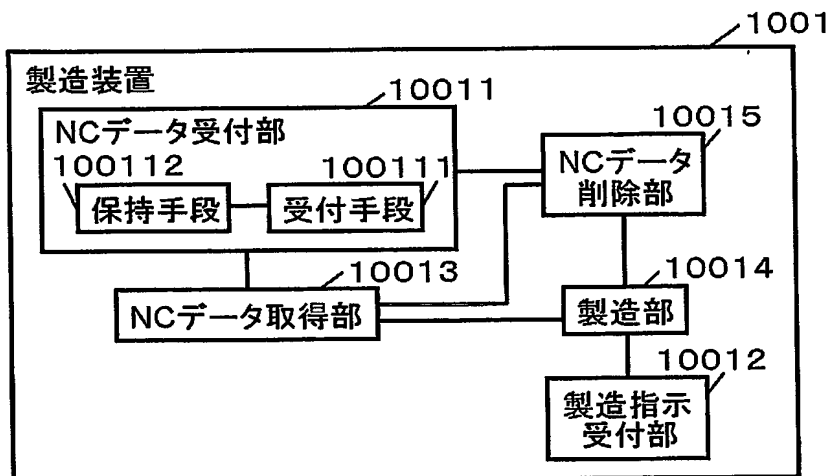 1001
製造装置
10011
NCデータ受付部
100112
100111
保持手段
受付手段
10015
NCデータ
削除部
10013
NCデータ取得部
10014
製造部
10012
製造指示
受付部